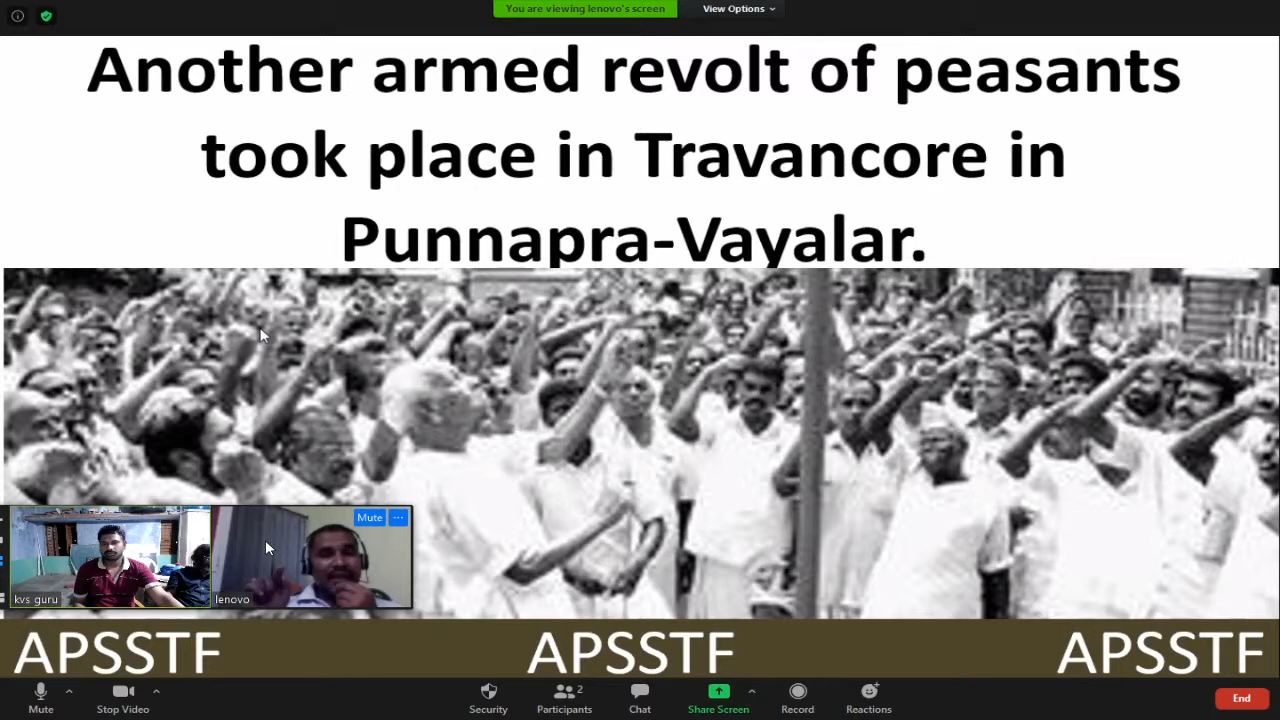 You are viewing lenovo's screen View Options
Another armed revolt of peasants
took place in Travancore in
Punnapra-Vayalar.
Mute ...
kvs guru lenovo
APSSTF APSSTF APSSTF
Mute Stop Video Security Participants 2 Chat Share Screen Record Reactions End